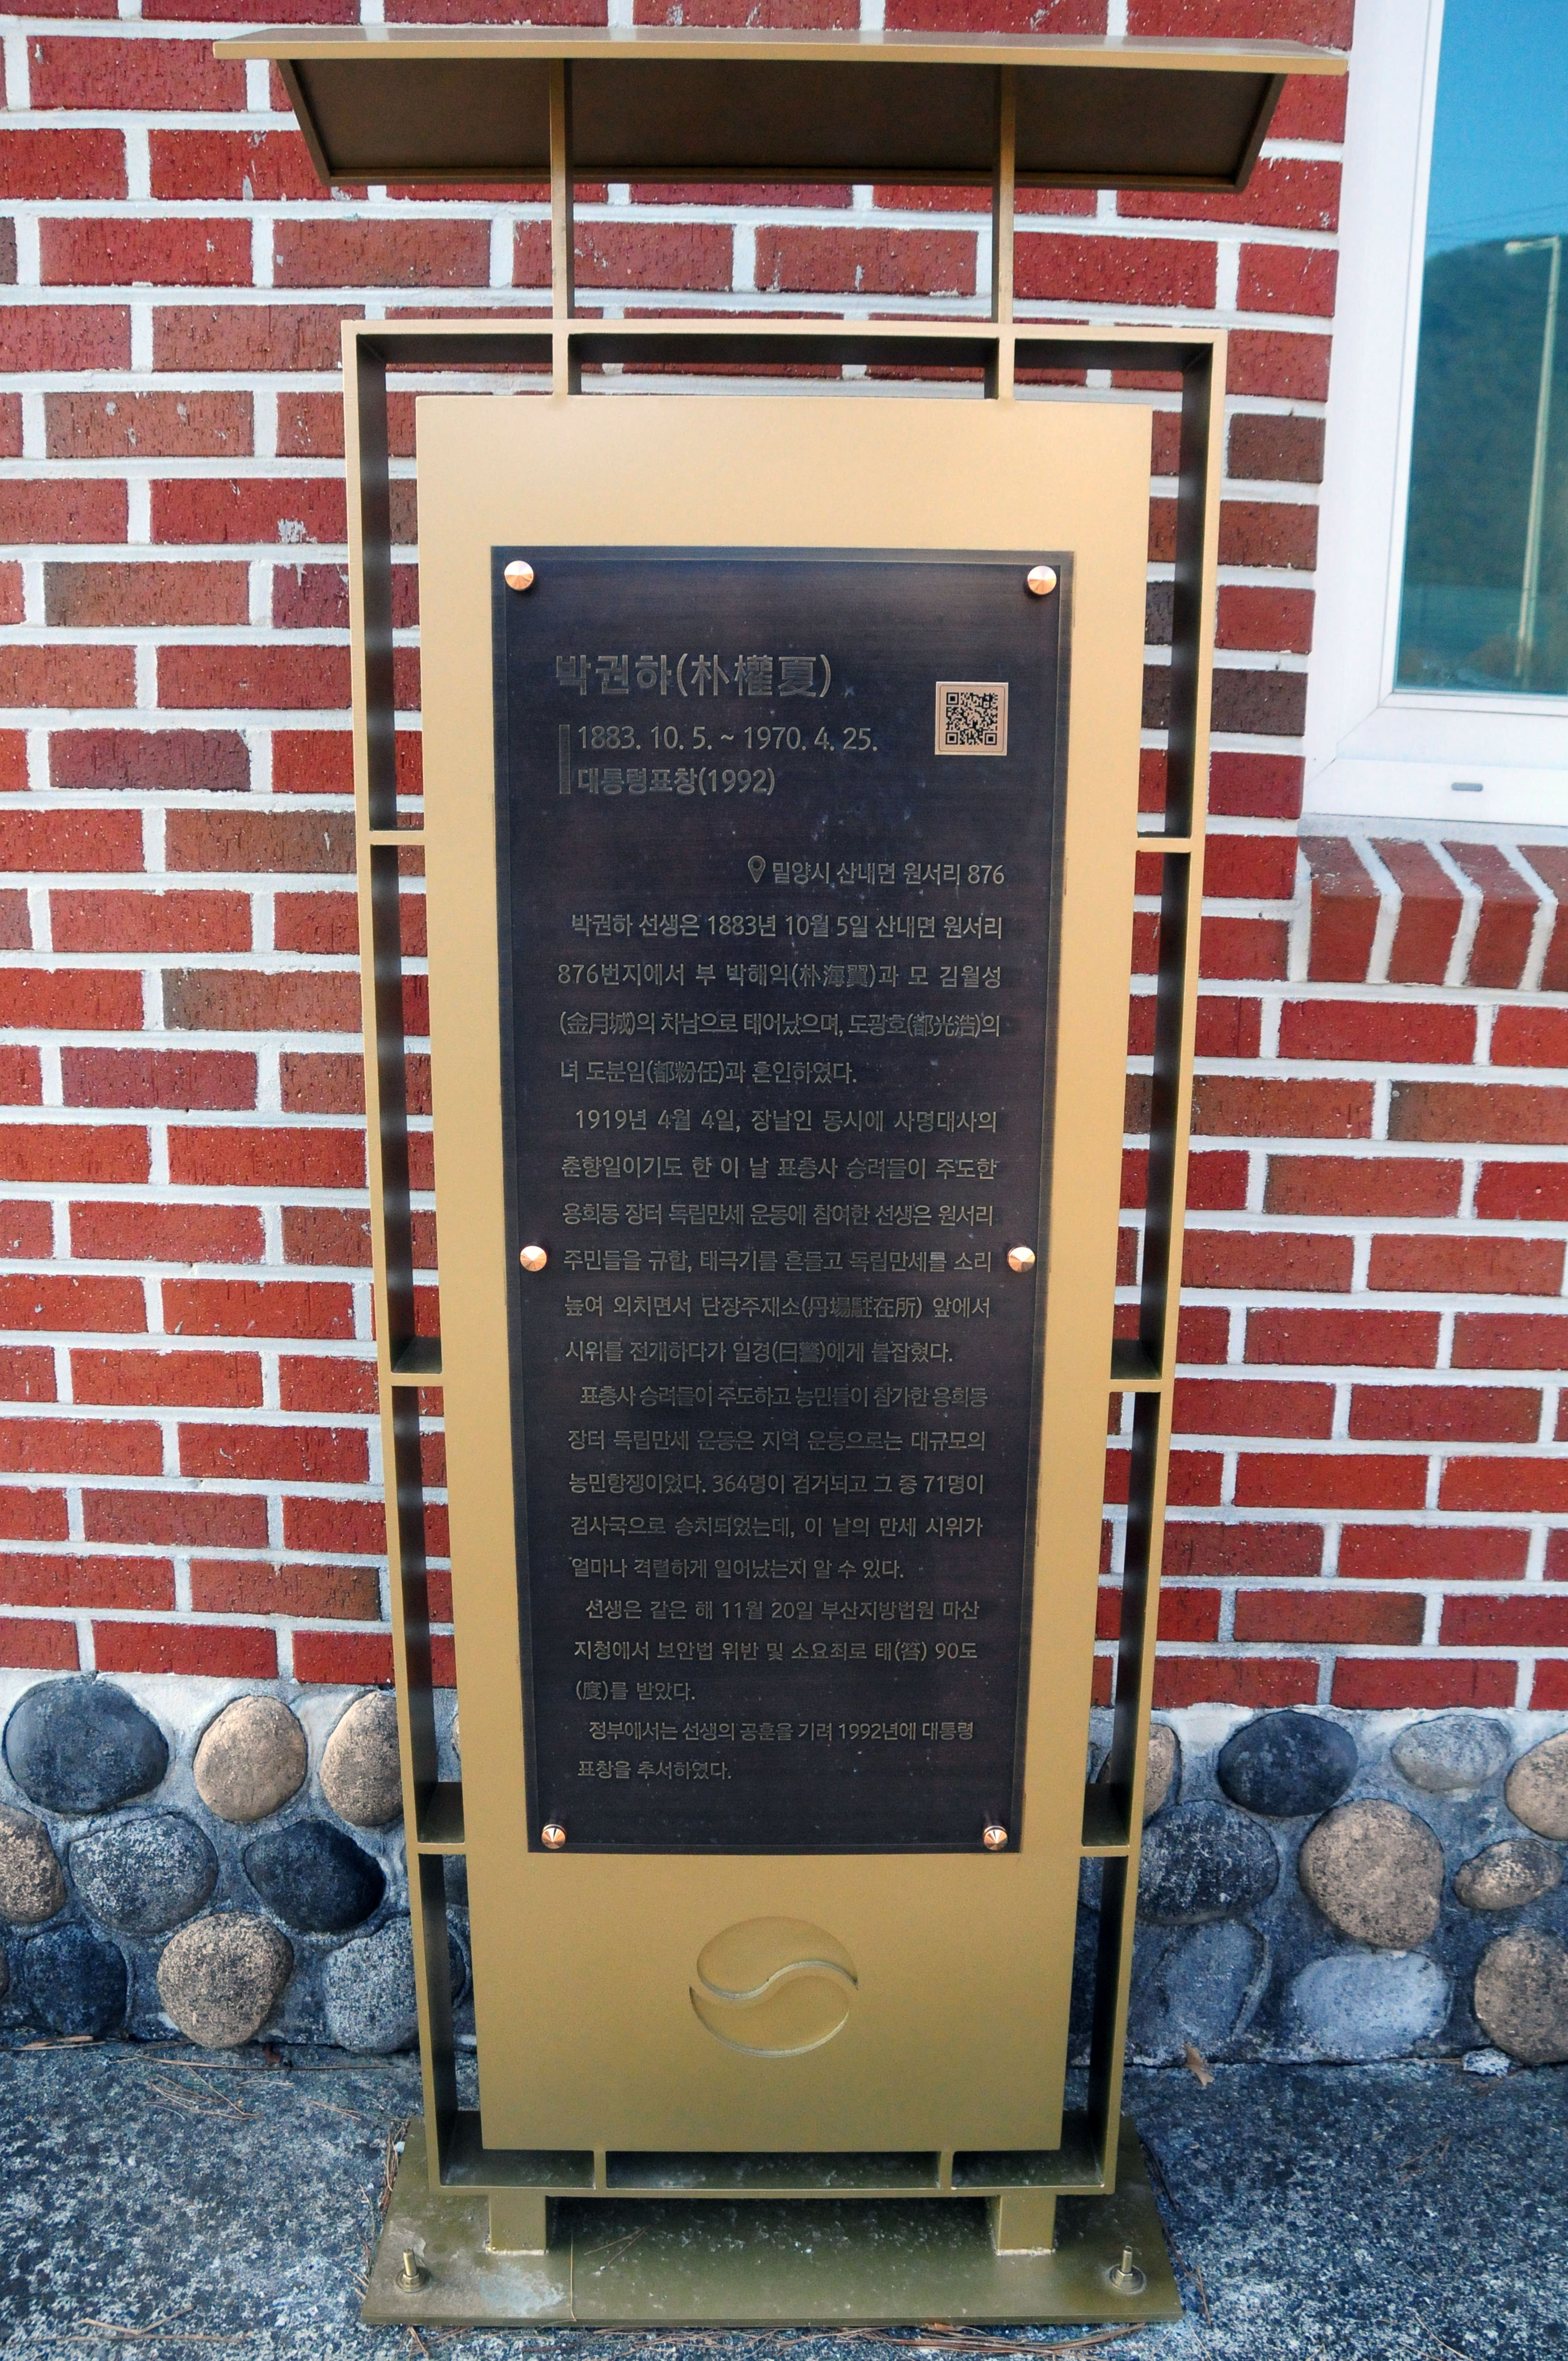 박권하(朴權夏)
1883. 10. 5. ~ 1970. 4. 25.
대통령표창(1992)
밀양시 산내면 원서리 876
박권하 선생은 1883년 10월 5일 산내면 원서리
876번지에서 부 박해익(朴海翼)과 모 김월성
(金月城)의 차남으로 태어났으며, 도광호(都光浩)의
녀 도분임(都粉任)과 혼인하였다.
1919년 4월 4일, 장날인 동시에 사명대사의
춘향일이기도 한 이 날 표충사 승려들이 주도한
용회동 장터 독립만세 운동에 참여한 선생은 원서리
주민들을 규합, 태극기를 흔들고 독립만세를 소리
높여 외치면서 단장주재소(丹場駐在所) 앞에서
시위를 전개하다가 일경(日警)에게 붙잡혔다.
표충사 승려들이 주도하고 농민들이 참가한 용회동
장터 독립만세 운동은 지역 운동으로는 대규모의
농민항쟁이었다. 364명이 검거되고 그 중 71명이
검사국으로 송치되었는데, 이 날의 만세 시위가
얼마나 격렬하게 일어났는지 알 수 있다.
선생은 같은 해 11월 20일 부산지방법원 마산
지청에서 보안법 위반 및 소요죄로 태(笞) 90도
(度)를 받았다.
정부에서는 선생의 공훈을 기려 1992년에 대통령
표창을 추서하였다.